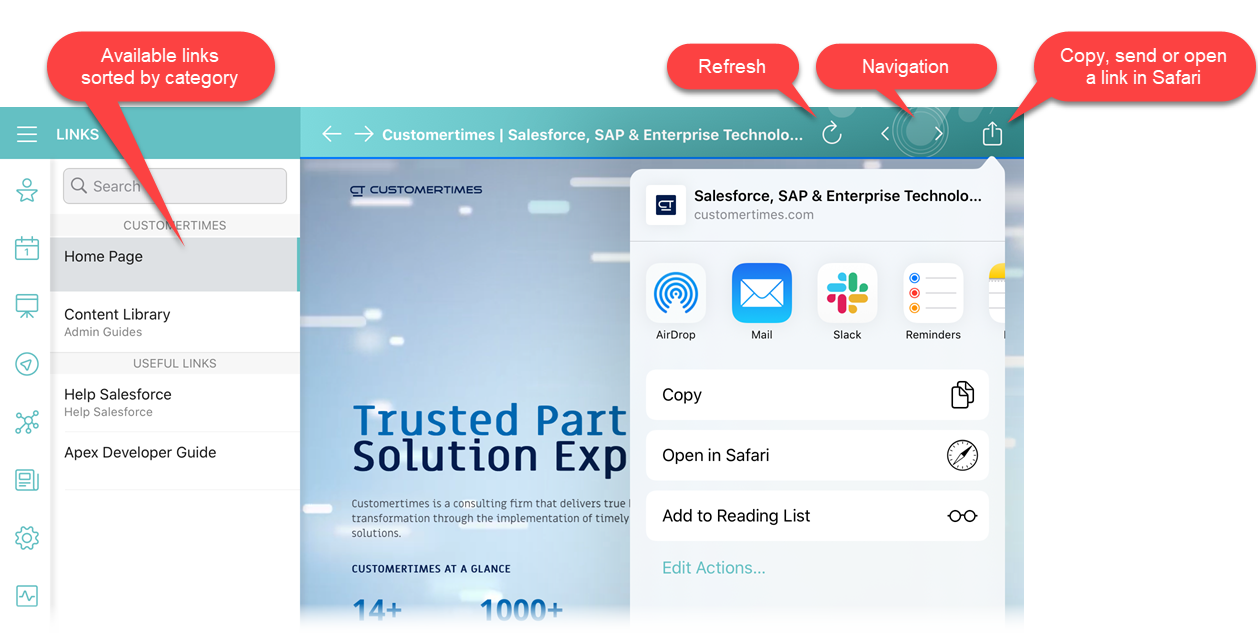 Available links
sorted by category
Refresh
Navigation
Copy, send or open
a link in Safari
LINKS
Customertimes | Salesforce, SAP & Enterprise Technolo...
Search
CUSTOMERTIMES
Home Page
Content Library
Admin Guides
USEFUL LINKS
Help Salesforce
Help Salesforce
Apex Developer Guide
1
CT CUSTOMERTIMES
Trusted Part
Solution Exp
Customertimes is a consulting firm that delivers true
transformation through the implementation of timely
solutions.
CUSTOMERTIMES AT A GLANCE
14+ 1000+
CT
Salesforce, SAP & Enterprise Technolo...
customertimes.com
AirDrop Mail Slack Reminders
Copy
Open in Safari
Add to Reading List
Edit Actions...